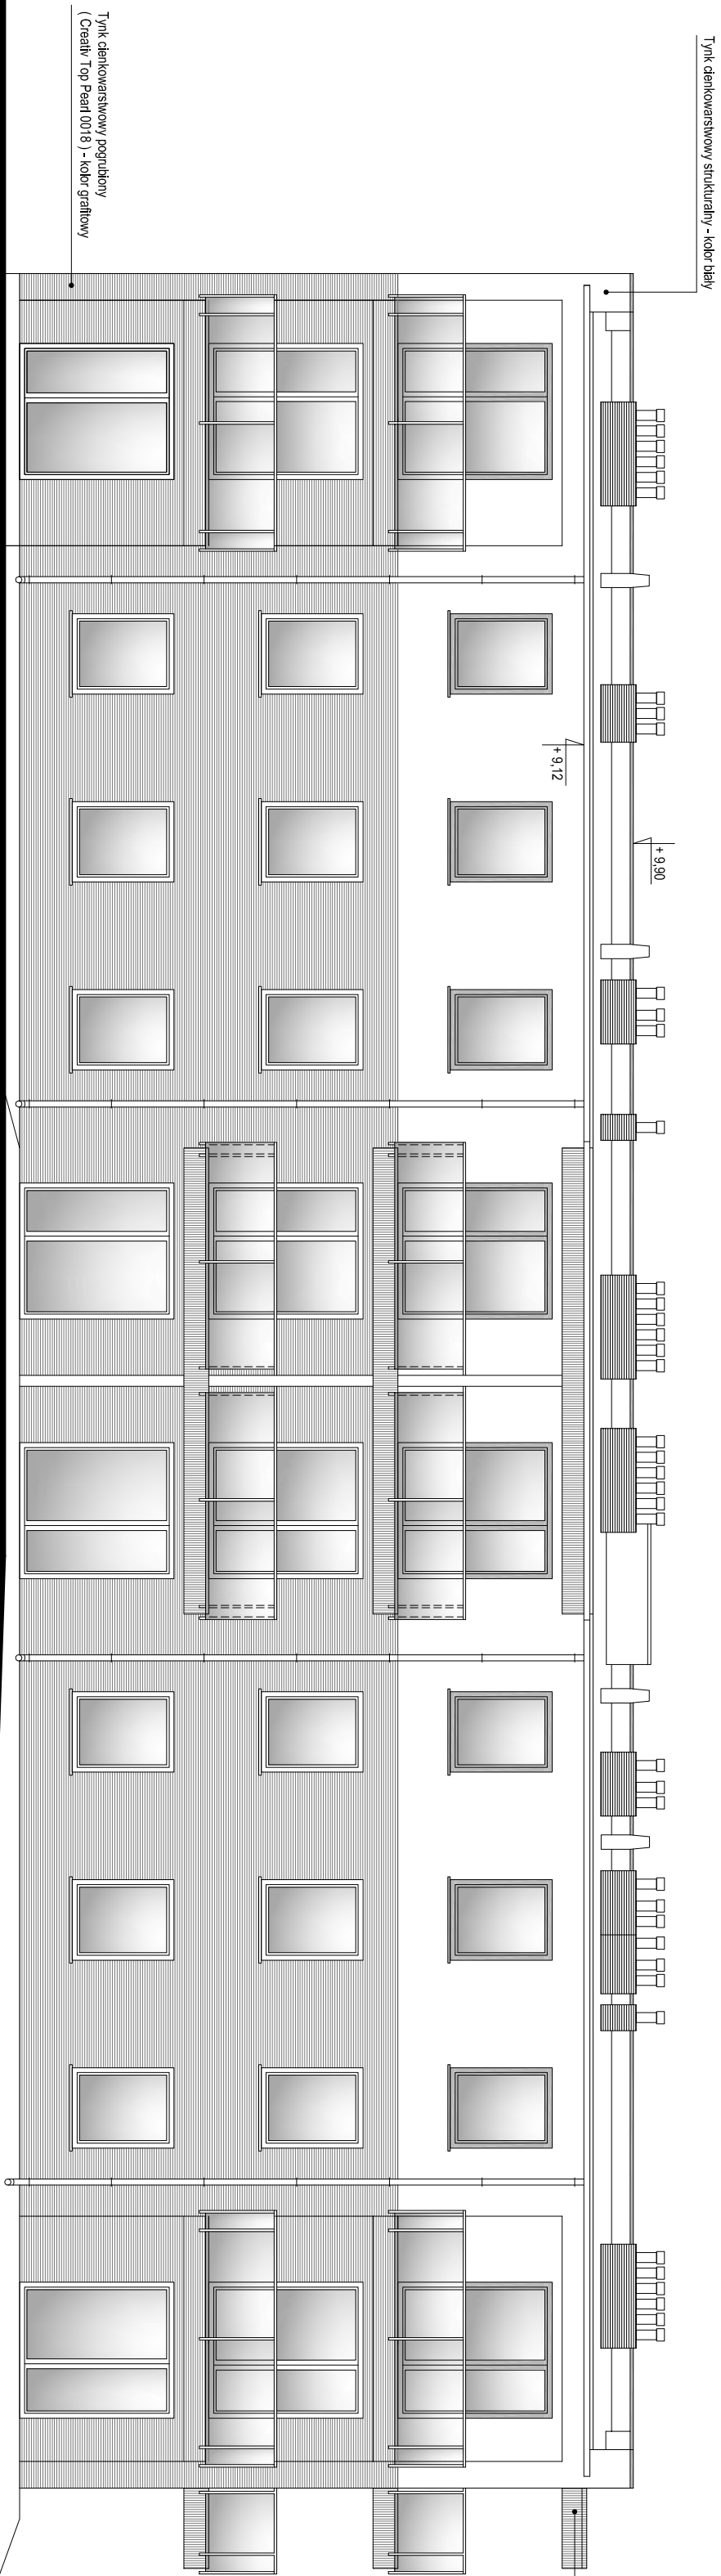 Tynk cienkowarstwowy strukturalny - kolor biały
+ 9,90
+ 9,12
Tynk cienkowarstwowy pogrubiony
( Creativ Top Pearl 0018 ) - kolor grafitowy